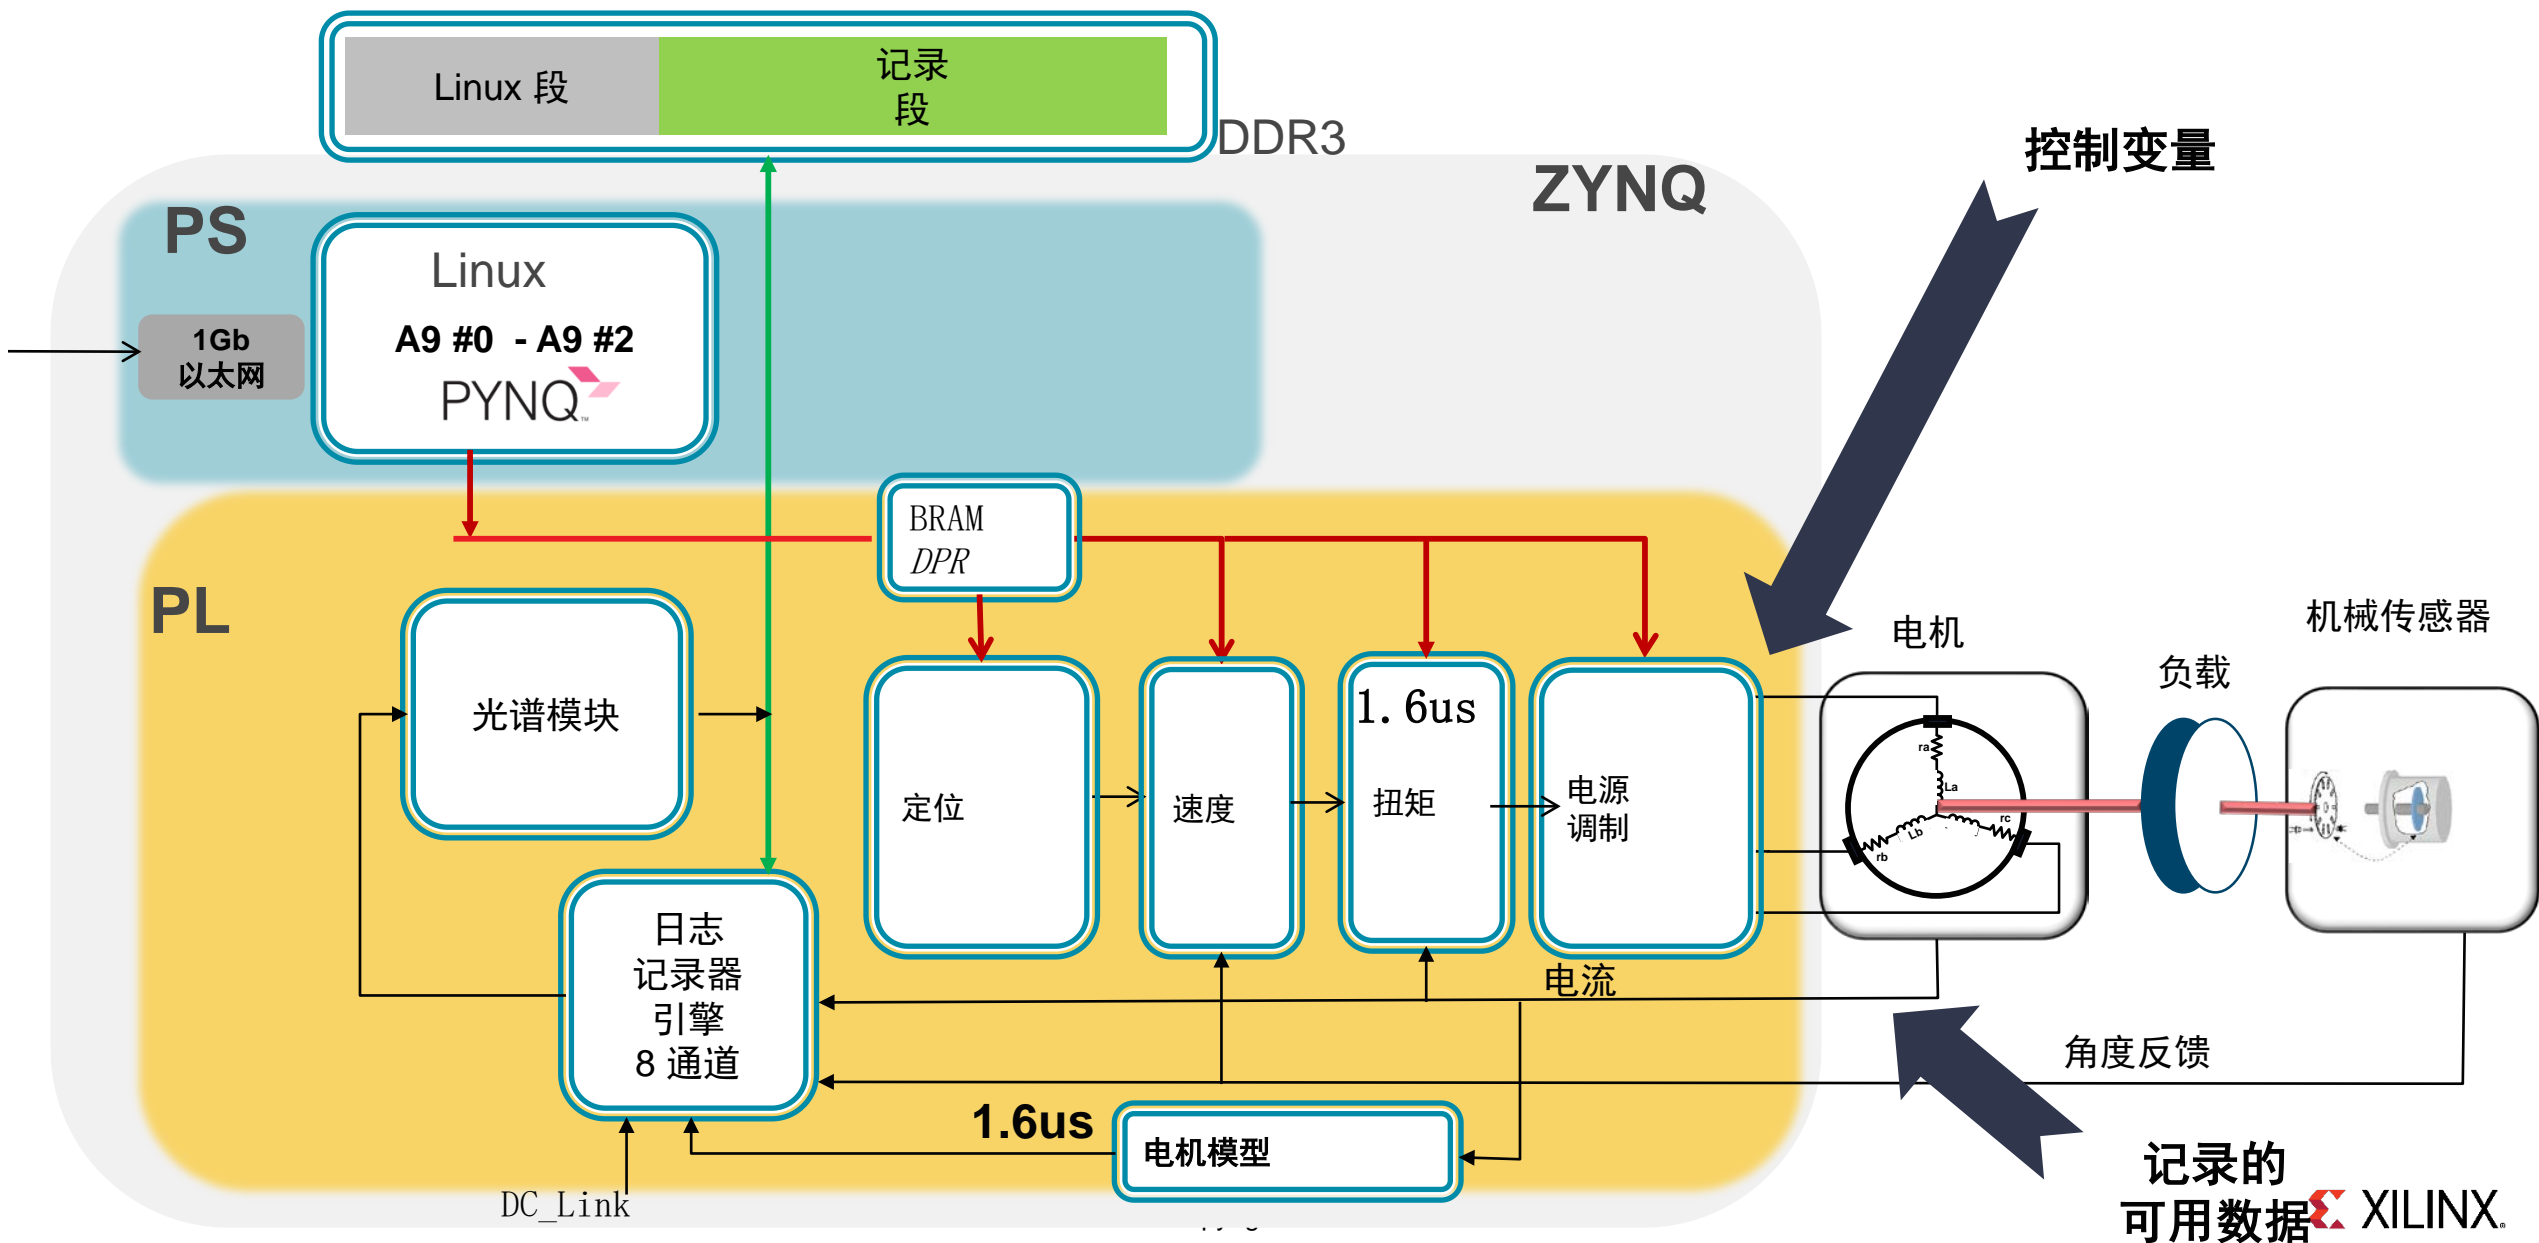 Linux 段
记录
段
DDR3
控制变量
ZYNQ
PS
Linux
A9 #0 - A9 #2
PYNQ™
1Gb
以太网
BRAM
DPR
PL
光谱模块
定位
速度
1.6us
扭矩
电源
调制
电机
ra
La
Lb
rb
rc
负载
机械传感器
日志
记录器
引擎
8 通道
电流
角度反馈
1.6us
电机模型
DC_Link
记录的
可用数据
XILINX